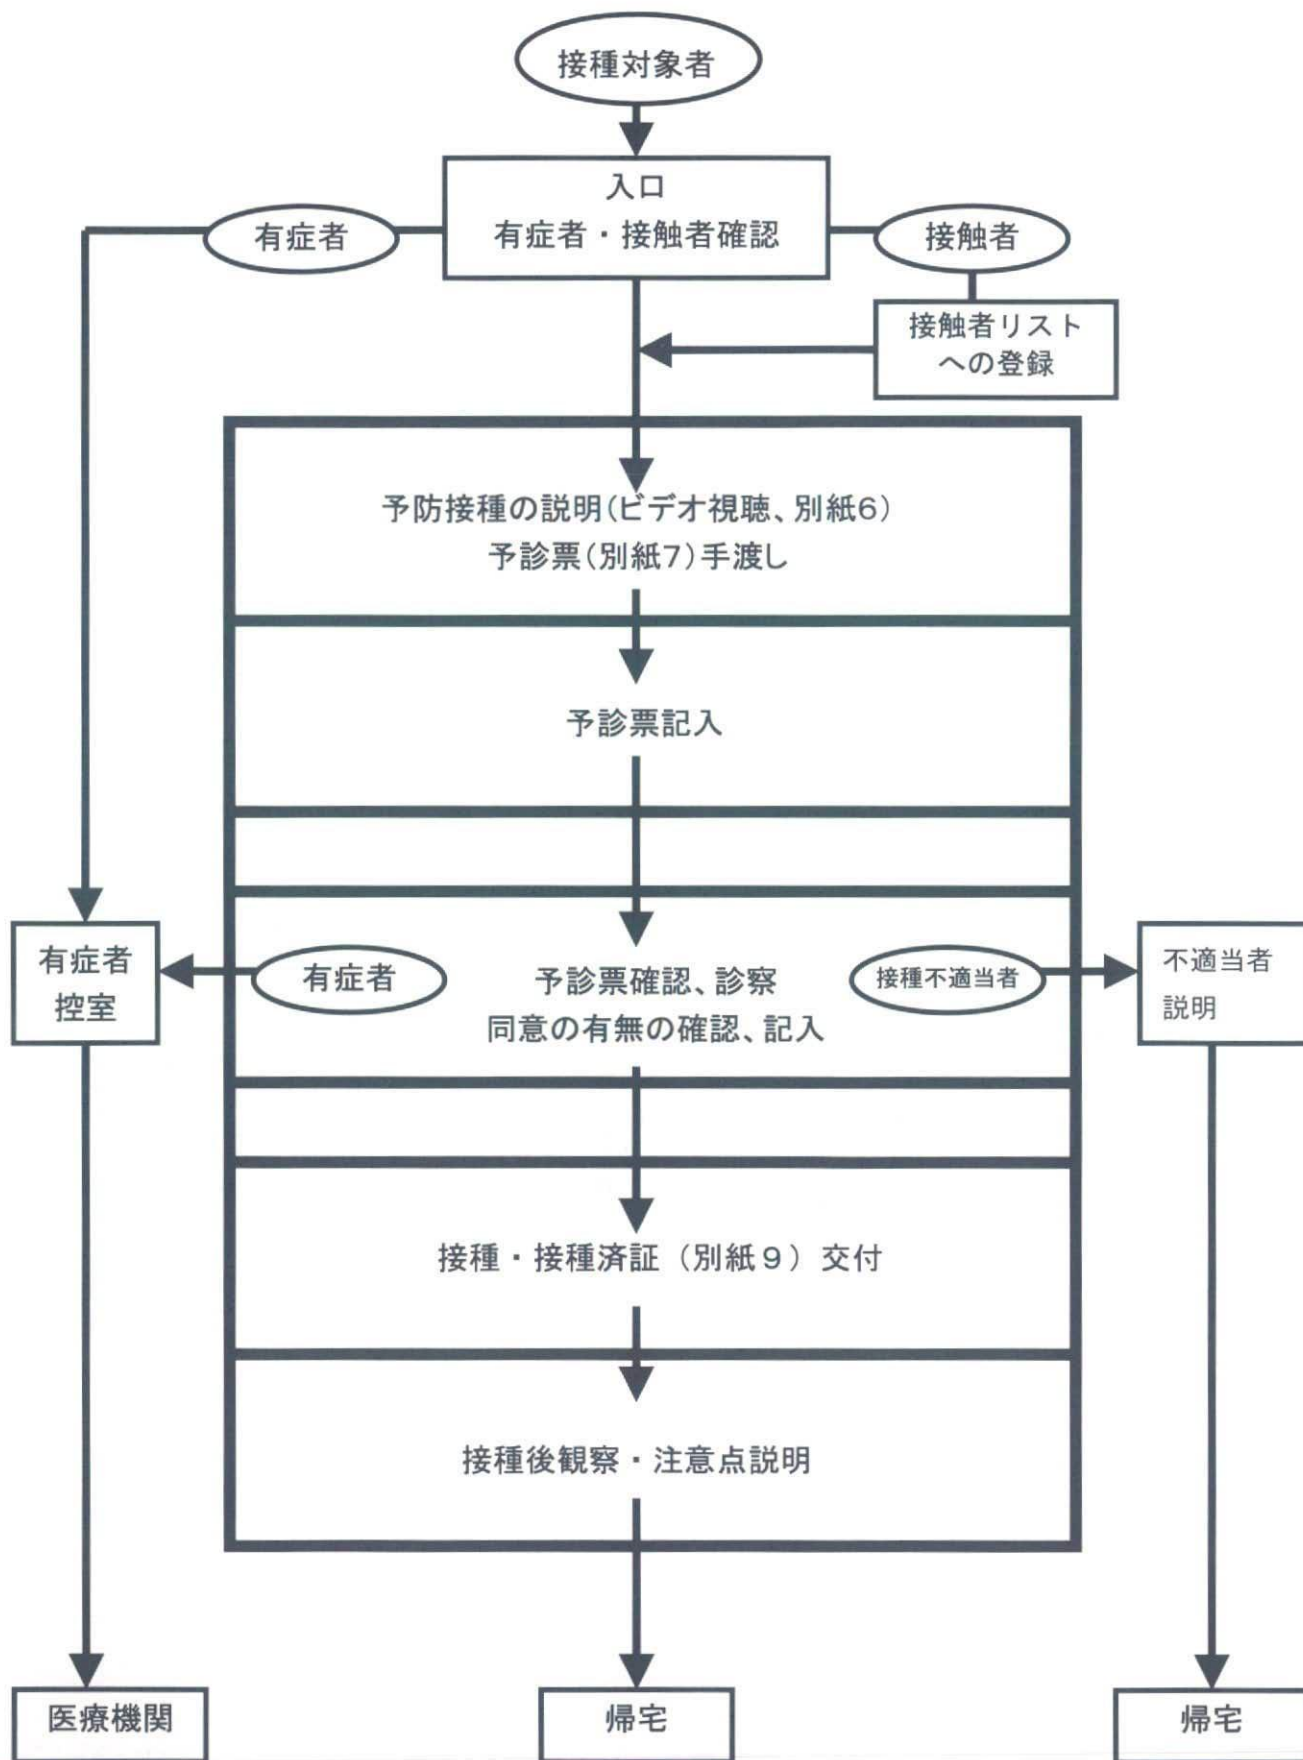 接種対象者
入口
有症者・接触者確認
有症者
接触者
接触者リスト
への登録
予防接種の説明(ビデオ視聴、別紙6)
予診票(別紙7)手渡し
予診票記入
有症者
控室
有症者
予診票確認、診察
同意の有無の確認、記入
接種不適当者
不適当者
説明
接種・接種済証（別紙９）交付
接種後観察・注意点説明
医療機関
帰宅
帰宅